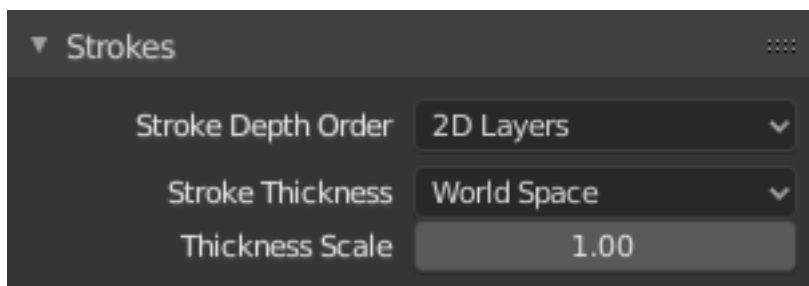 Strokes
Stroke Depth Order 2D Layers
Stroke Thickness World Space
Thickness Scale 1.00